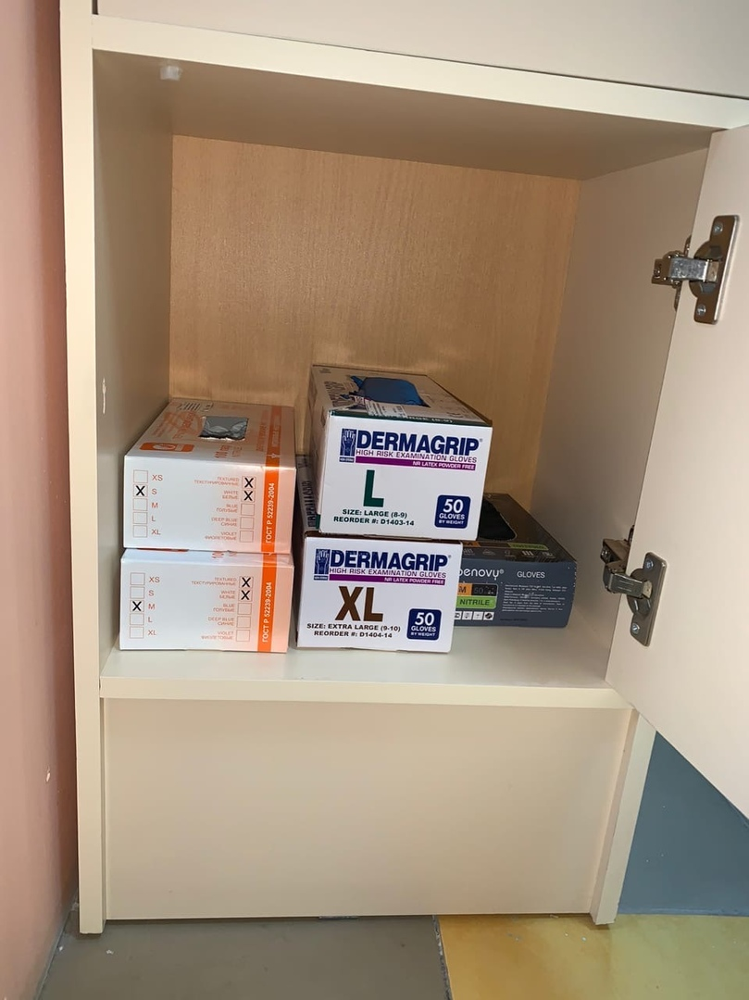 XS
S
M
L
XL
TEXTURED
ТЕКСТУРИРОВАННЫЕ
WHITE
БЕЛЫЕ
BLUE
ГОЛУБЫЕ
DEEP BLUE
СИНИЕ
VIOLET
ФИОЛЕТОВЫЕ
ГОСТ Р 52239-2004
XS
S
M
L
XL
TEXTURED
ТЕКСТУРИРОВАННЫЕ
WHITE
БЕЛЫЕ
BLUE
ГОЛУБЫЕ
DEEP BLUE
СИНИЕ
VIOLET
ФИОЛЕТОВЫЕ
ГОСТ Р 52239-2004
DERMAGRIP®
HIGH RISK EXAMINATION GLOVES
NR LATEX POWDER FREE
L
SIZE: LARGE (8-9)
REORDER #: D1403-14
50
GLOVES
BY WEIGHT
DERMAGRIP®
HIGH RISK EXAMINATION GLOVES
NR LATEX POWDER FREE
XL
SIZE: EXTRA LARGE (9-10)
REORDER #: D1404-14
50
GLOVES
BY WEIGHT
benovy® GLOVES
M
NITRILE